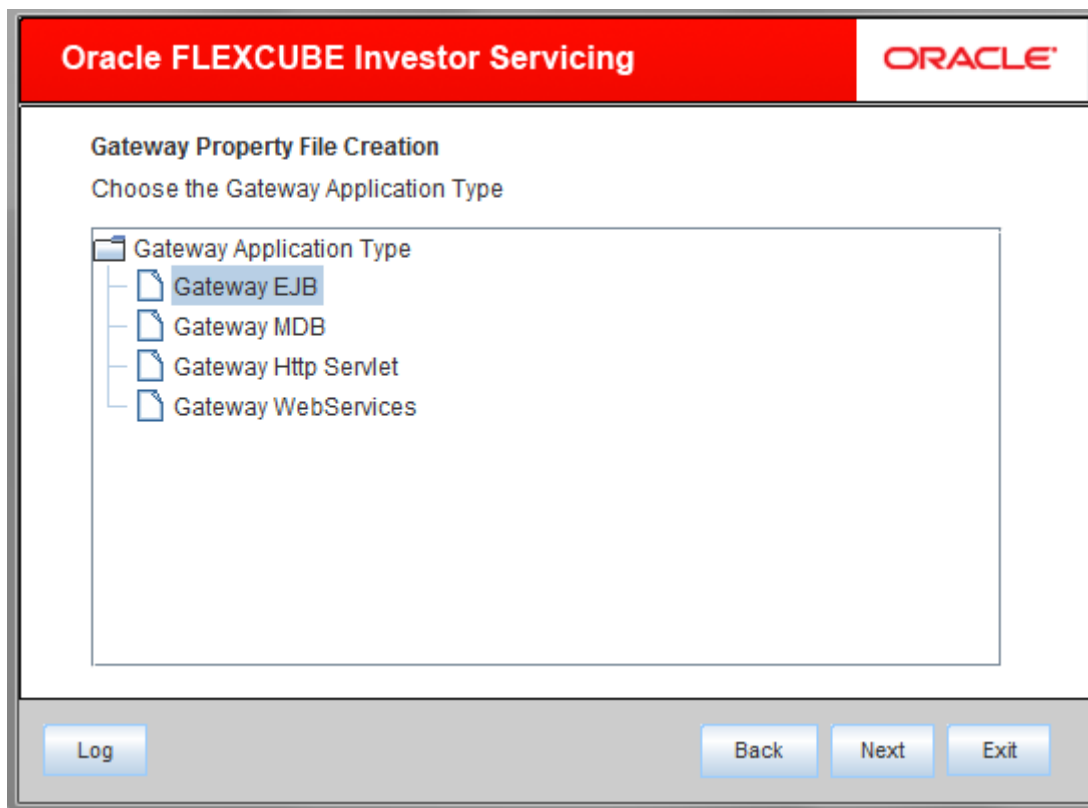 Oracle FLEXCUBE Investor Servicing
ORACLE
Gateway Property File Creation
Choose the Gateway Application Type
Gateway Application Type
Gateway EJB
Gateway MDB
Gateway Http Servlet
Gateway WebServices
Log
Back
Next
Exit